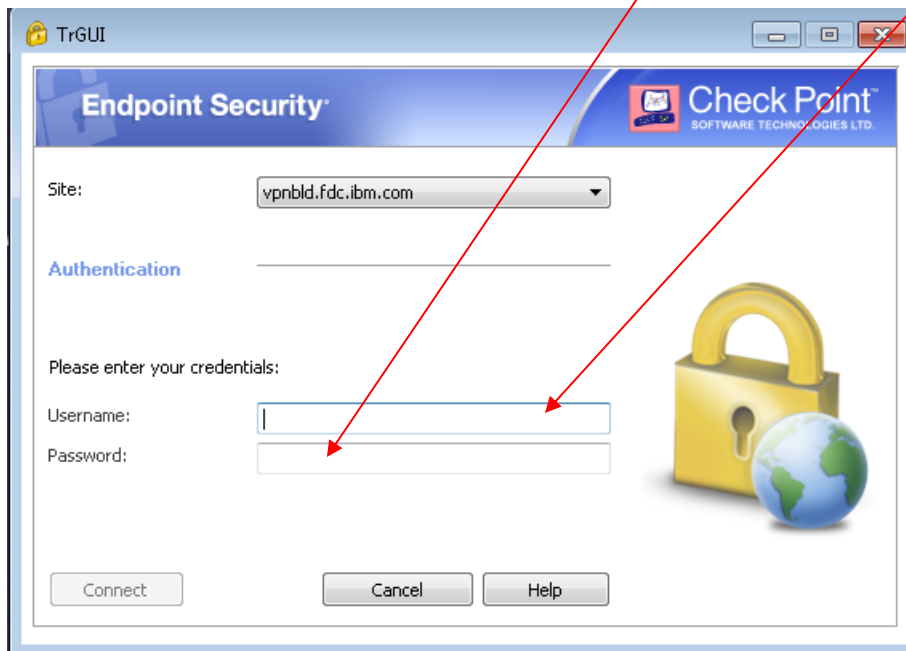 TrGUI
Endpoint Security
Check Point™
SOFTWARE TECHNOLOGIES LTD.
Site:
vpnbld.fdc.ibm.com
Authentication
Please enter your credentials:
Username:
Password:
Connect Cancel Help